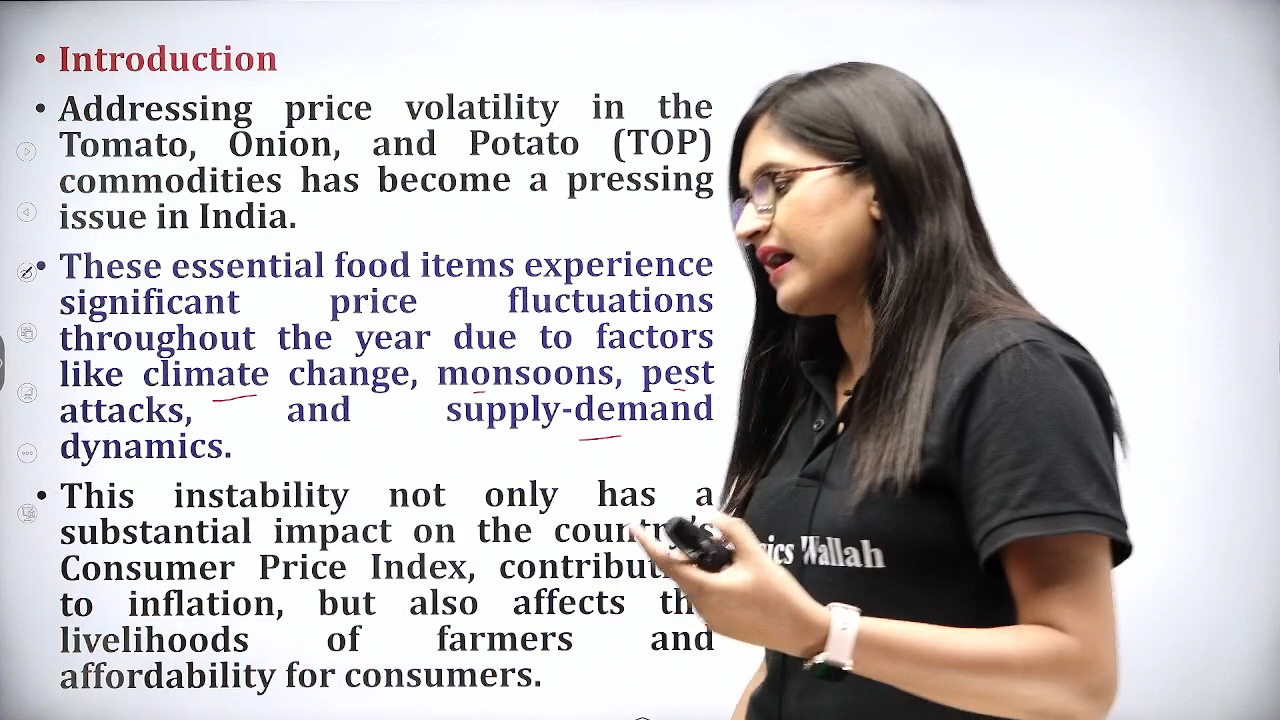 • Introduction
• Addressing price volatility in the
Tomato, Onion, and Potato (TOP)
commodities has become a pressing
issue in India.
• These essential food items experience
significant price fluctuations
throughout the year due to factors
like climate change, monsoons, pest
attacks, and supply-demand
dynamics.
• This instability not only has a
substantial impact on the country's
Consumer Price Index,
to inflation, but also affects
livelihoods of farmers and
affordability for consumers.
Wallah